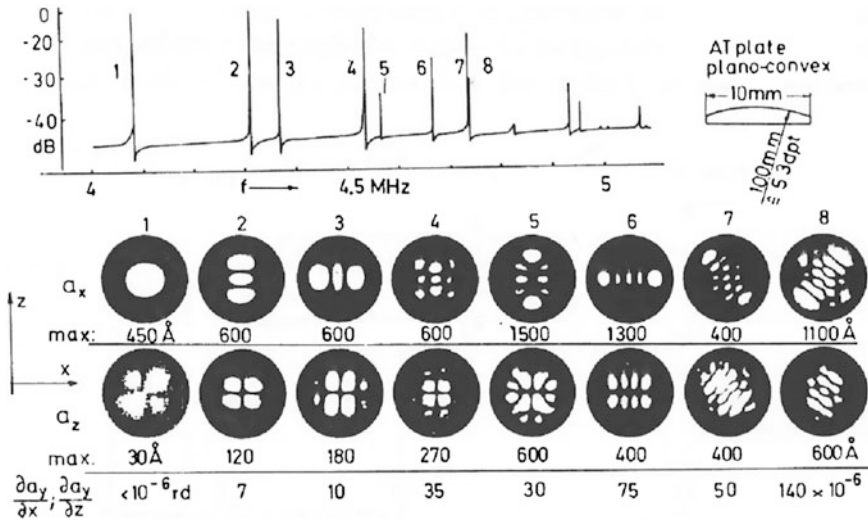 0
-20
-30
-40
dB
1 2 3 4 5 6 7 8
4 f 4.5 MHz 5
AT plate
plano-convex
10mm
100mm
≙ 5.3dpt
1 2 3 4 5 6 7 8
z
aₓ
max: 450 Å 600 600 600 1500 1300 400 1100 Å
x
a_z
max. 30 Å 120 180 270 600 400 400 600 Å
∂a_y/∂x ; ∂a_y/∂z <10⁻⁶ rd 7 10 35 30 75 50 140 × 10⁻⁶